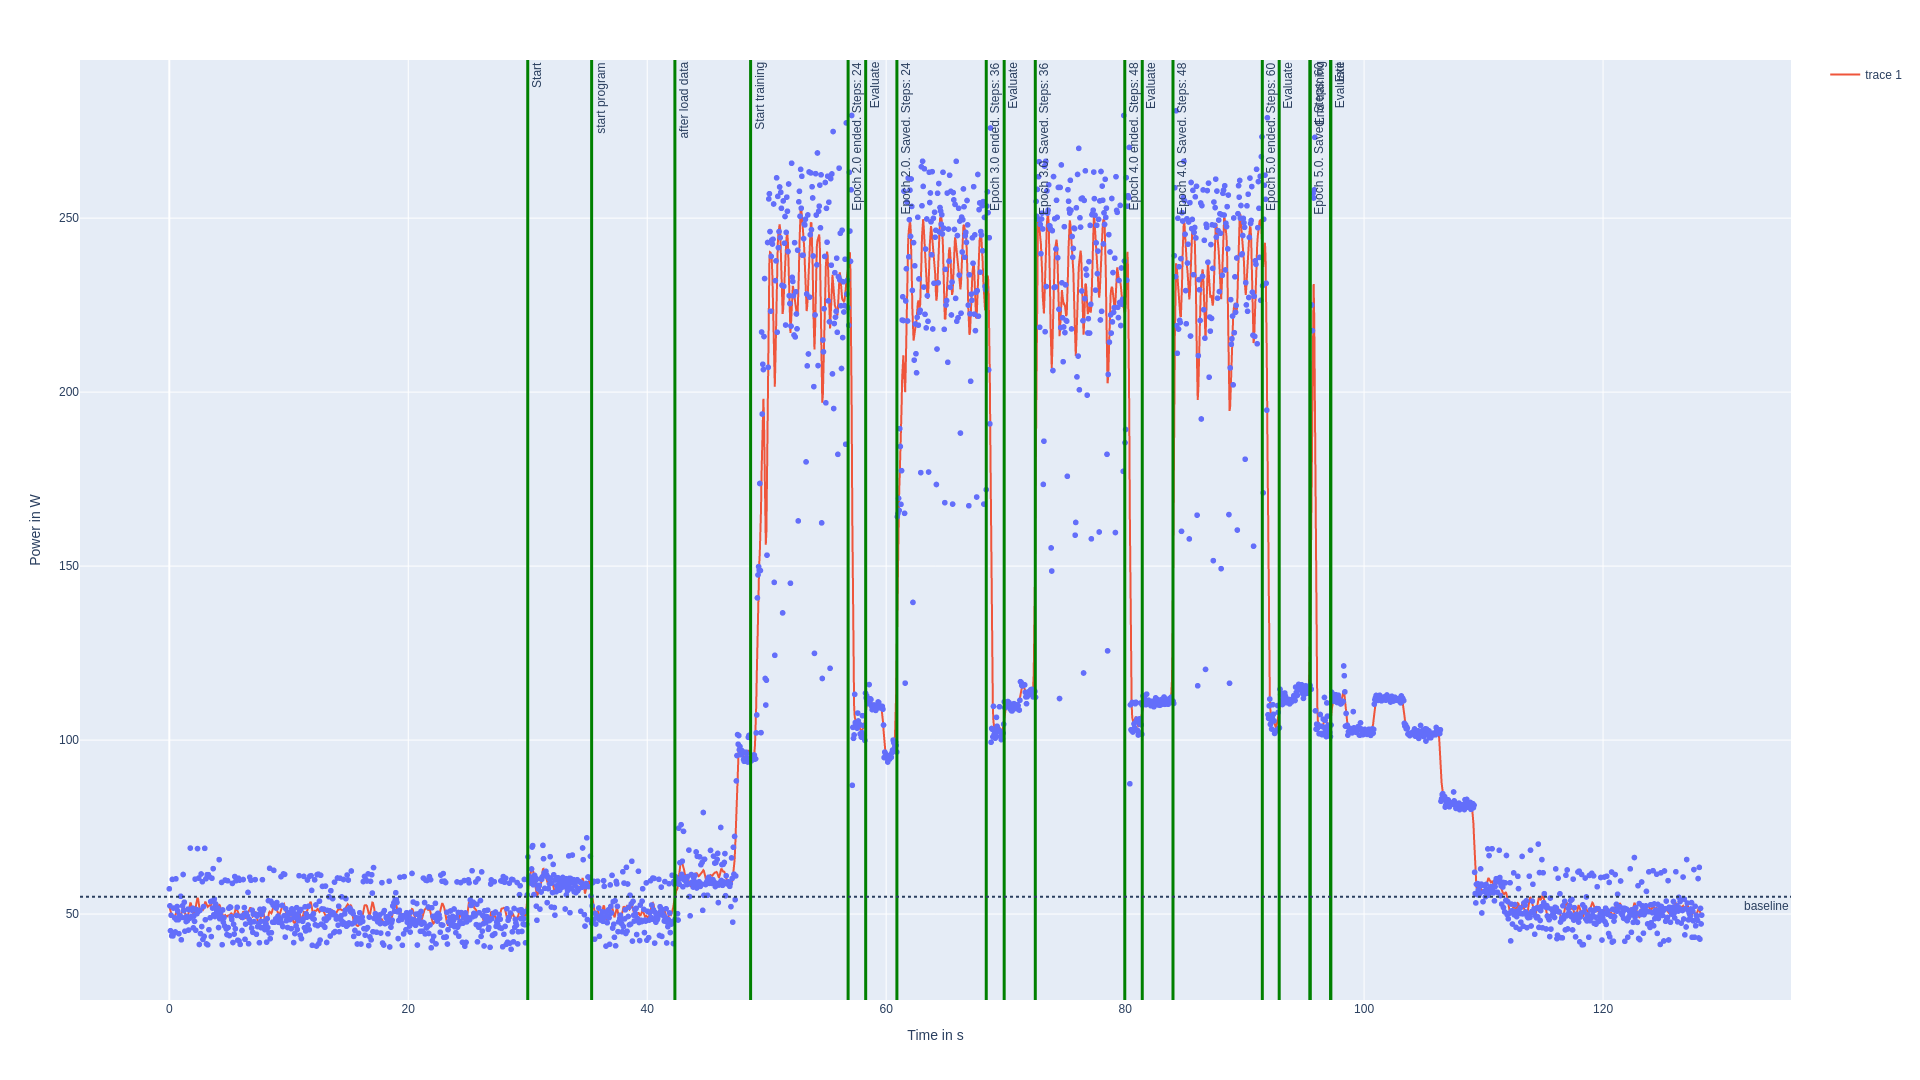 Start
start program
after load data
Start training
Epoch 2.0 ended. Steps: 24
Evaluate
Epoch 2.0. Saved. Steps: 24
Epoch 3.0 ended. Steps: 36
Evaluate
Epoch 3.0. Saved. Steps: 36
Epoch 4.0 ended. Steps: 48
Evaluate
Epoch 4.0. Saved. Steps: 48
Epoch 5.0 ended. Steps: 60
Evaluate
Epoch 5.0. Saved. Steps: 60
Evaluate
trace 1
250
200
150
100
50
Power in W
baseline
0
20
40
60
80
100
120
Time in s